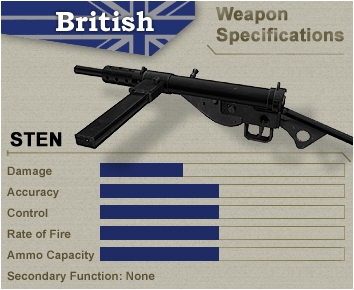 British
Weapon
Specifications
STEN
Damage
Accuracy
Control
Rate of Fire
Ammo Capacity
Secondary Function: None